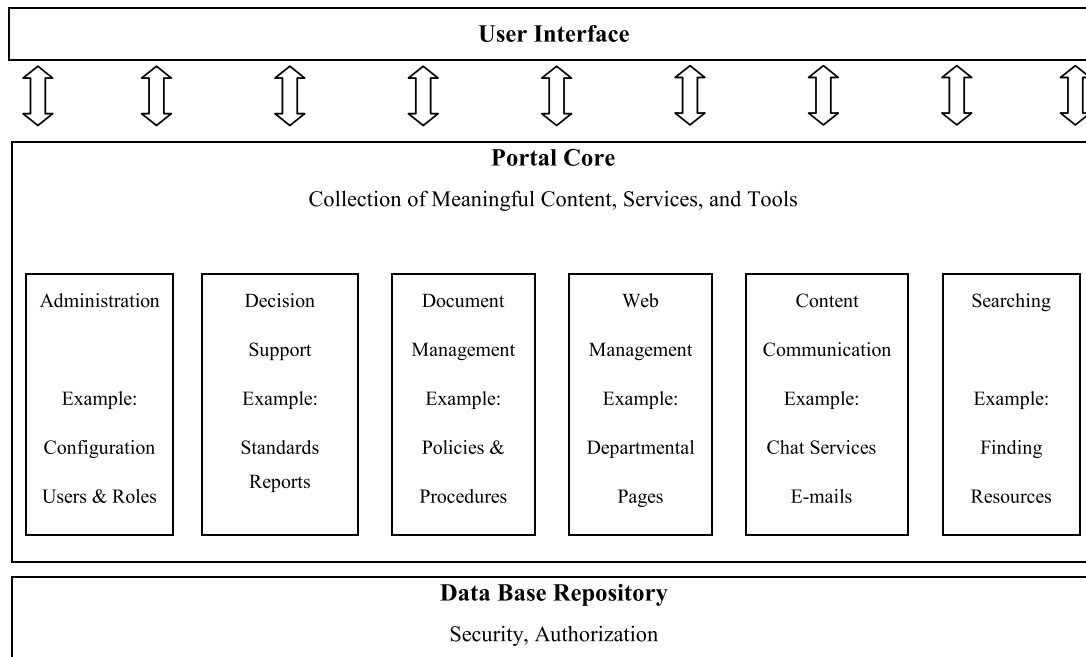 User Interface
Portal Core
Collection of Meaningful Content, Services, and Tools
Administration
Example:
Configuration
Users & Roles
Decision
Support
Example:
Standards
Reports
Document
Management
Example:
Policies &
Procedures
Web
Management
Example:
Departmental
Pages
Content
Communication
Example:
Chat Services
E-mails
Searching
Example:
Finding
Resources
Data Base Repository
Security, Authorization